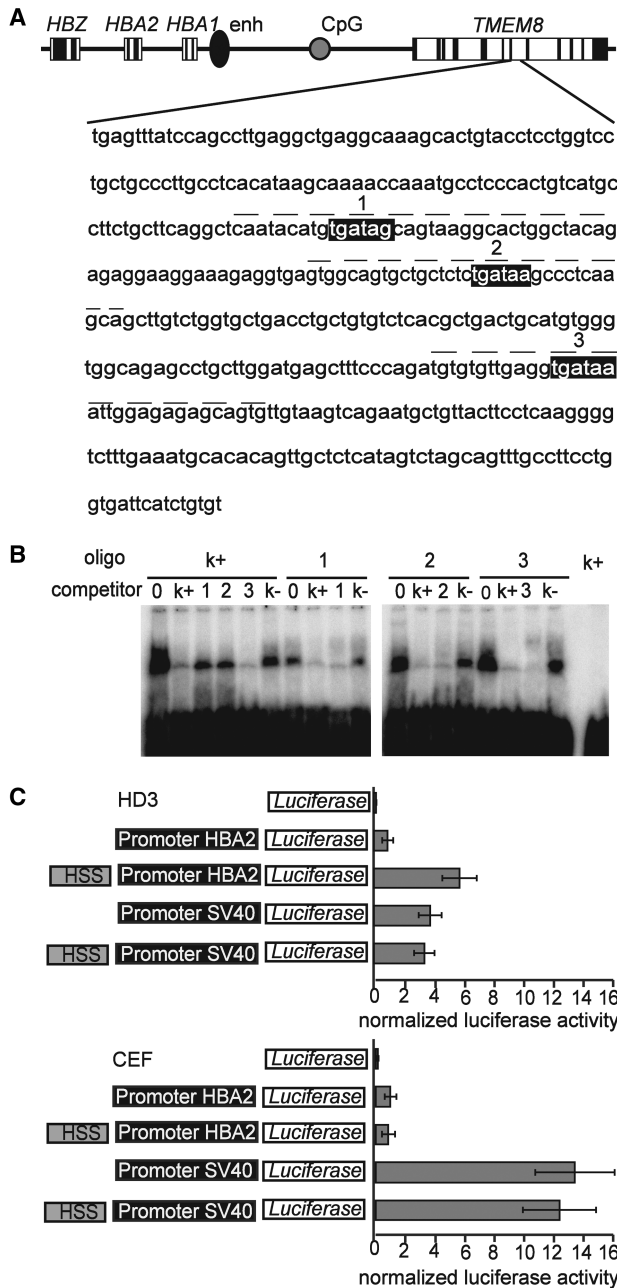 A
HBZ HBA2 HBA1 enh CpG TMEM8
tgagtttatccagccttgaggctgaggcaaagcactgtacctcctggtcc
tgctgcccttgcctcacataagcaaaaccaaatgcctcccactgtcatgc
1
cttctgcttcaggctcaatacatgtgatagcagtaaggcactggctacag
2
agaggaaggaaagaggtgagtggcagtgctgctctctgataagccctcaa
gcagcttgtctggtgctgacctgctgtgtctcacgctgactgcatgtggg
3
tggcagagcctgcttggatgagctttcccagatgtgtgttgaggtgataa
attggagagagcagtgttgtaagtcagaatgctgttacttcctcaagggg
tctttgaaatgcacacagttgctctcatagtctagcagtttgccttcctg
gtgattcatctgtgt
B
oligo k+ 1 2 3 k+
competitor 0 k+ 1 2 3 k- 0 k+ 1 k- 0 k+ 2 k- 0 k+ 3 k-
C
HD3 Luciferase
Promoter HBA2 Luciferase
HSS Promoter HBA2 Luciferase
Promoter SV40 Luciferase
HSS Promoter SV40 Luciferase
0 2 4 6 8 10 12 14 16
normalized luciferase activity
CEF Luciferase
Promoter HBA2 Luciferase
HSS Promoter HBA2 Luciferase
Promoter SV40 Luciferase
HSS Promoter SV40 Luciferase
0 2 4 6 8 10 12 14 16
normalized luciferase activity